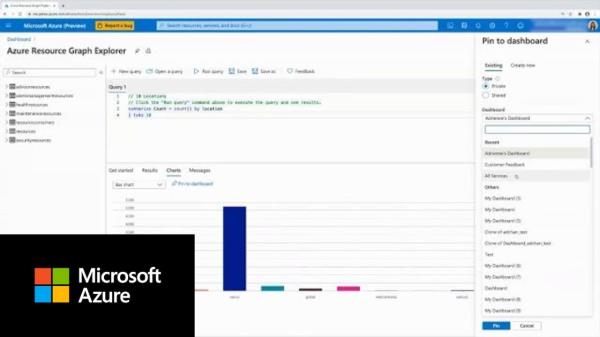 Microsoft Azure (Preview)
Report a bug
Search resources, services, and docs (G+/)
Dashboard >
Azure Resource Graph Explorer
Search
advisorresources
alertsmanagementresources
healthresources
maintenanceresources
resourcecontainers
resources
securityresources
New query
Open a query
Run query
Save
Save as
Feedback
Query 1
1 // 10 Locations
2 // Click the "Run query" command above to execute the query and see results.
3 summarize Count = count() by location
4 | take 10
Get started
Results
Charts
Messages
Bar chart
Pin to dashboard
global
Pin to dashboard
Existing
Create new
Type
Private
Shared
Dashboard
Adrienne's Dashboard
Recent
Adrienne's Dashboard
Customer Feedback
All Services
Others
My Dashboard (3)
My Dashboard
My Dashboard (5)
Clone of adchan_test
Clone of Dashboard_adchan_test
Test
My Dashboard (6)
My Dashboard (7)
Dashboard
My Dashboard (8)
My Dashboard (9)
Pin
Cancel
Microsoft
Azure